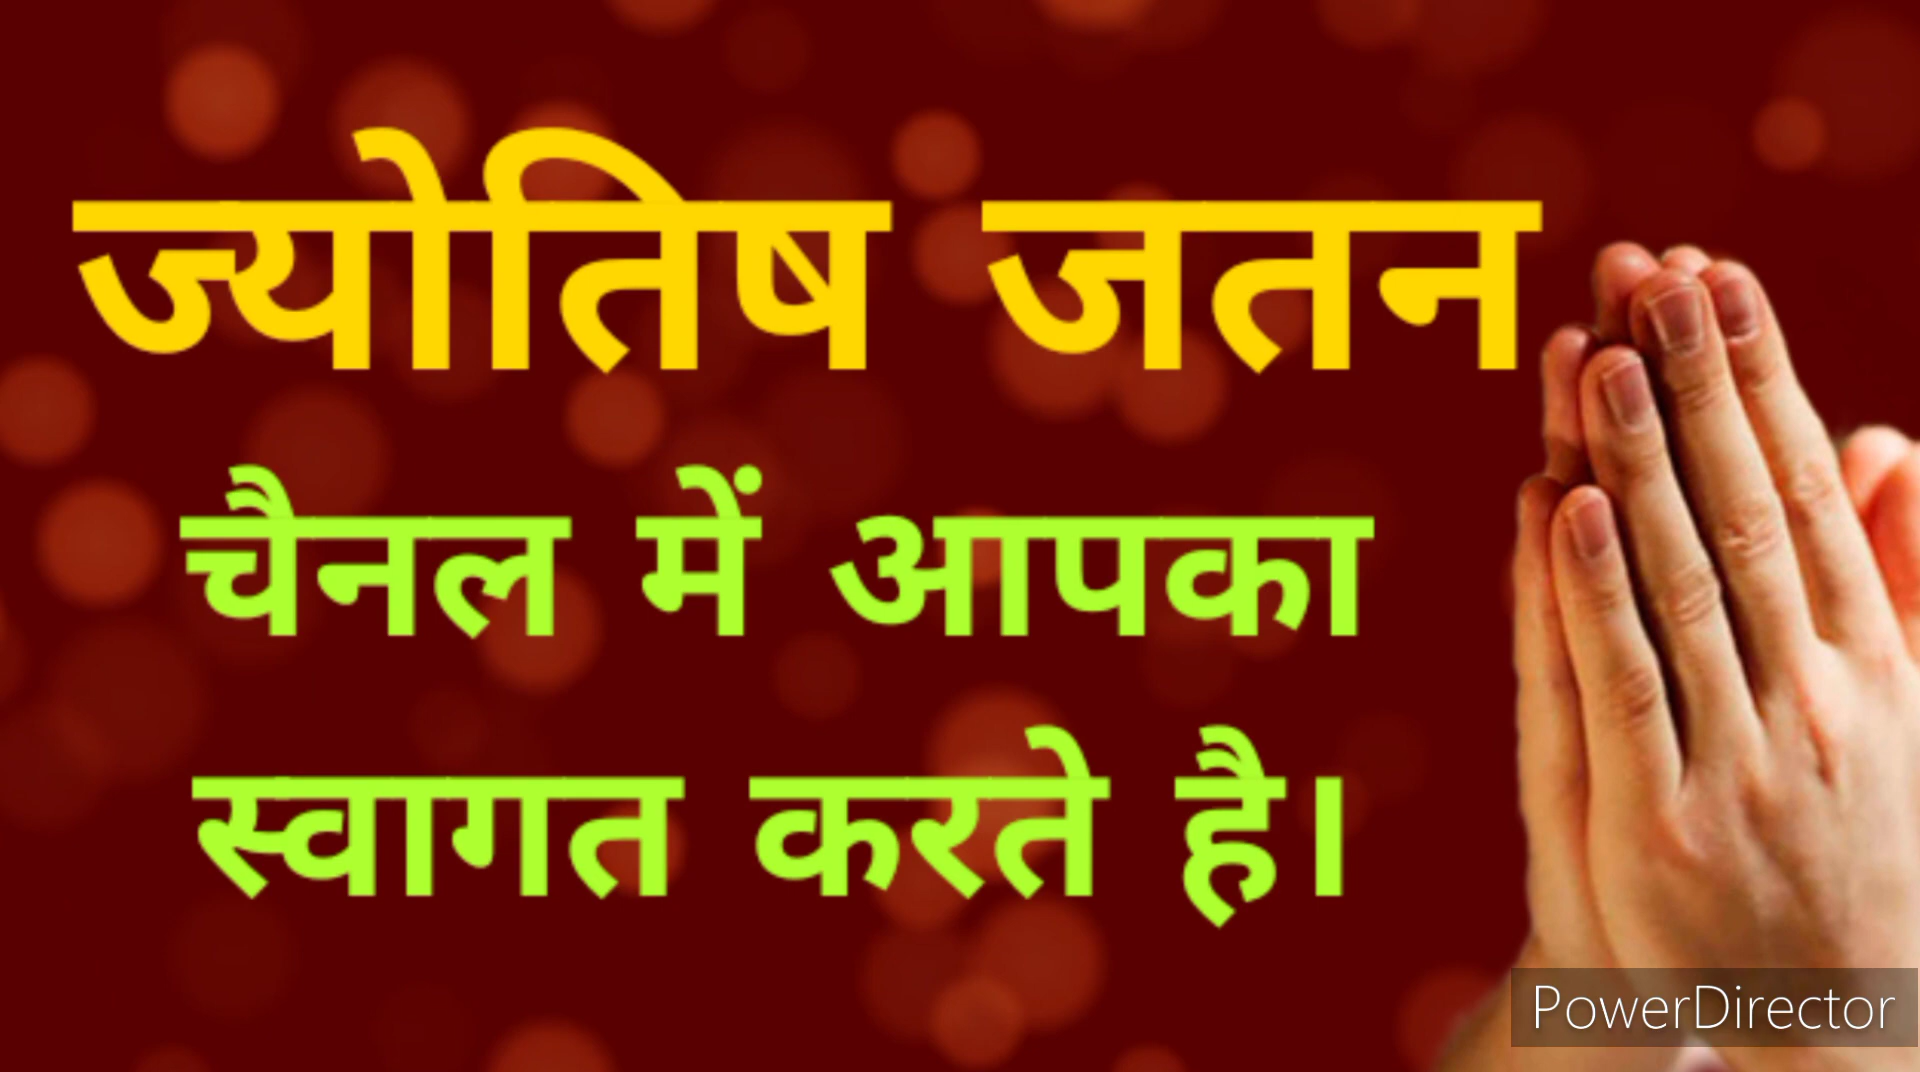 ज्योतिष जतन
चैनल में आपका
स्वागत करते है।
PowerDirector